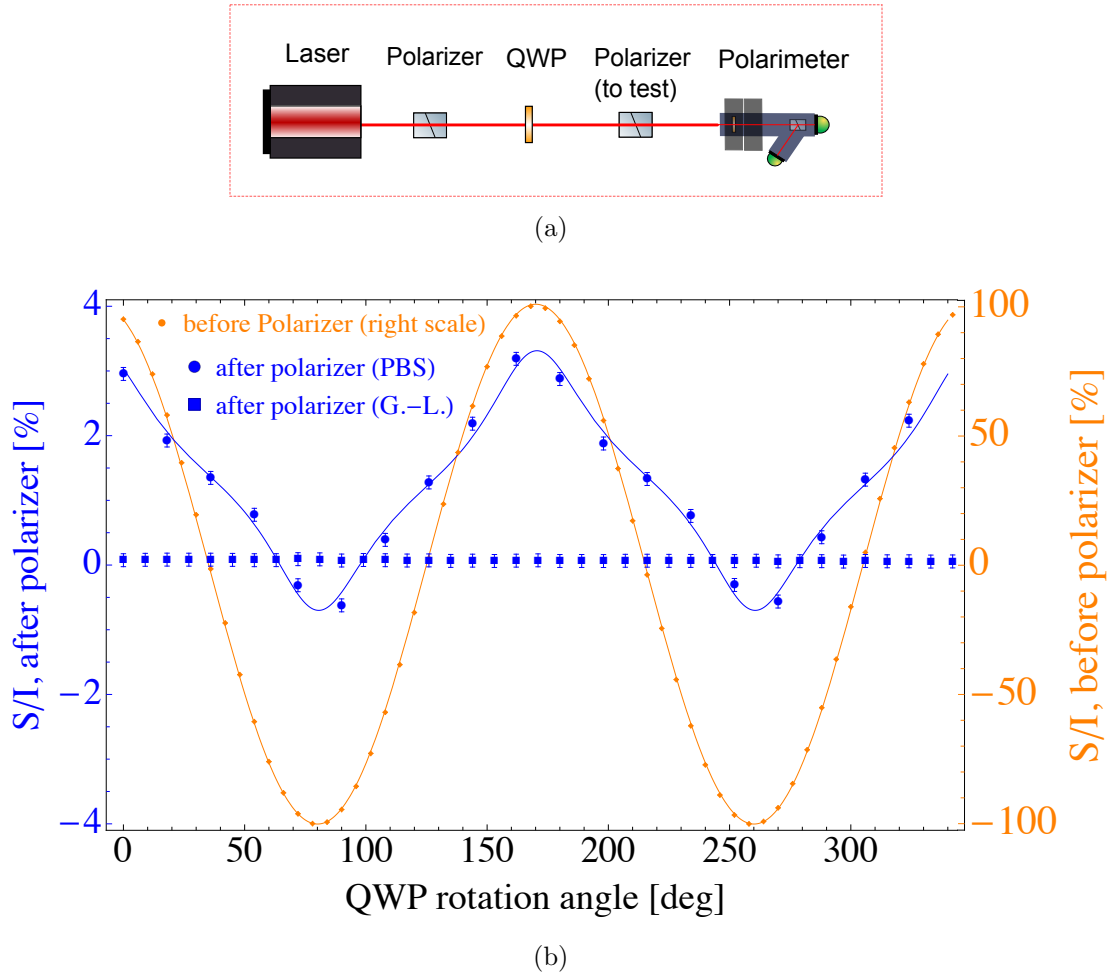 Laser
Polarizer
QWP
Polarizer
(to test)
Polarimeter
(a)
before Polarizer (right scale)
after polarizer (PBS)
after polarizer (G.-L.)
S/I, after polarizer [%]
4
2
0
−2
−4
S/I, before polarizer [%]
100
50
0
−50
−100
0
50
100
150
200
250
300
QWP rotation angle [deg]
(b)